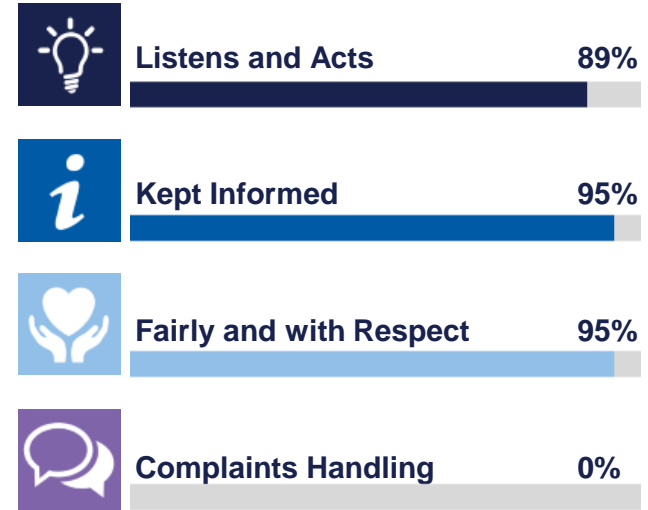 Listens and Acts 89%
Kept Informed 95%
Fairly and with Respect 95%
Complaints Handling 0%